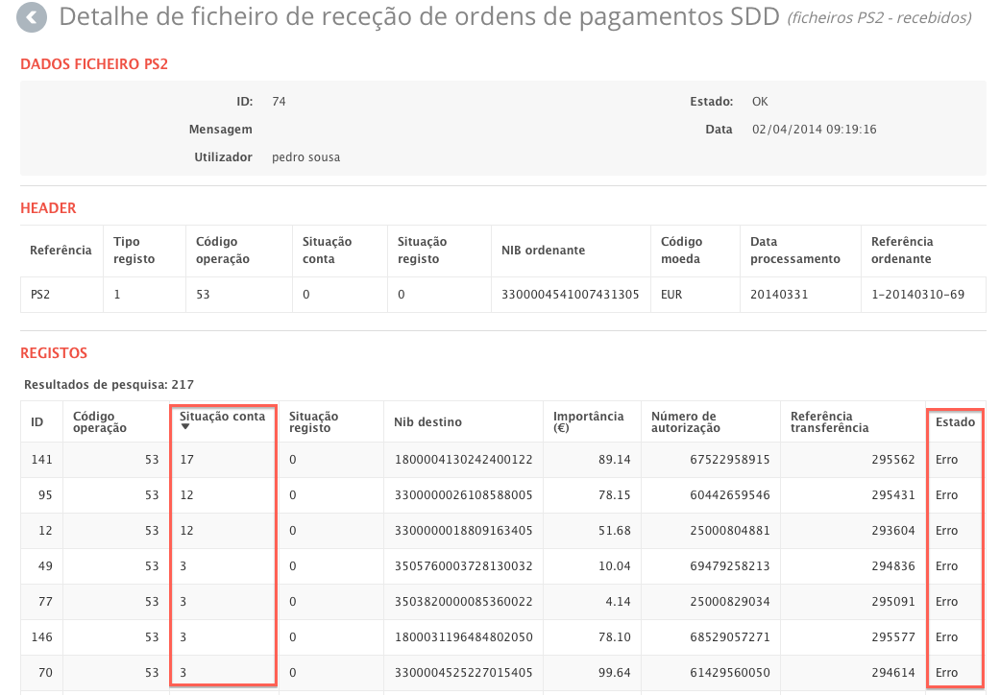 Detalhe de ficheiro de receção de ordens de pagamentos SDD (ficheiros PS2 - recebidos)
DADOS FICHEIRO PS2
ID: 74 Estado: OK
Mensagem Data 02/04/2014 09:19:16
Utilizador pedro sousa
HEADER
Referência Tipo registo Código operação Situação conta Situação registo NIB ordenante Código moeda Data processamento Referência ordenante
PS2 1 53 0 0 3300004541007431305 EUR 20140331 1-20140310-69
REGISTOS
Resultados de pesquisa: 217
ID Código operação Situação conta Situação registo Nib destino Importância (€) Número de autorização Referência transferência Estado
141 53 17 0 1800004130242400122 89.14 67522958915 295562 Erro
95 53 12 0 3300000026108588005 78.15 60442659546 295431 Erro
12 53 12 0 3300000018809163405 51.68 25000804881 293604 Erro
49 53 3 0 3505760003728130032 10.04 69479258213 294836 Erro
77 53 3 0 3503820000085360022 4.14 25000829034 295091 Erro
146 53 3 0 1800031196484802050 78.10 68529057271 295577 Erro
70 53 3 0 3300004525227015405 99.64 61429560050 294614 Erro